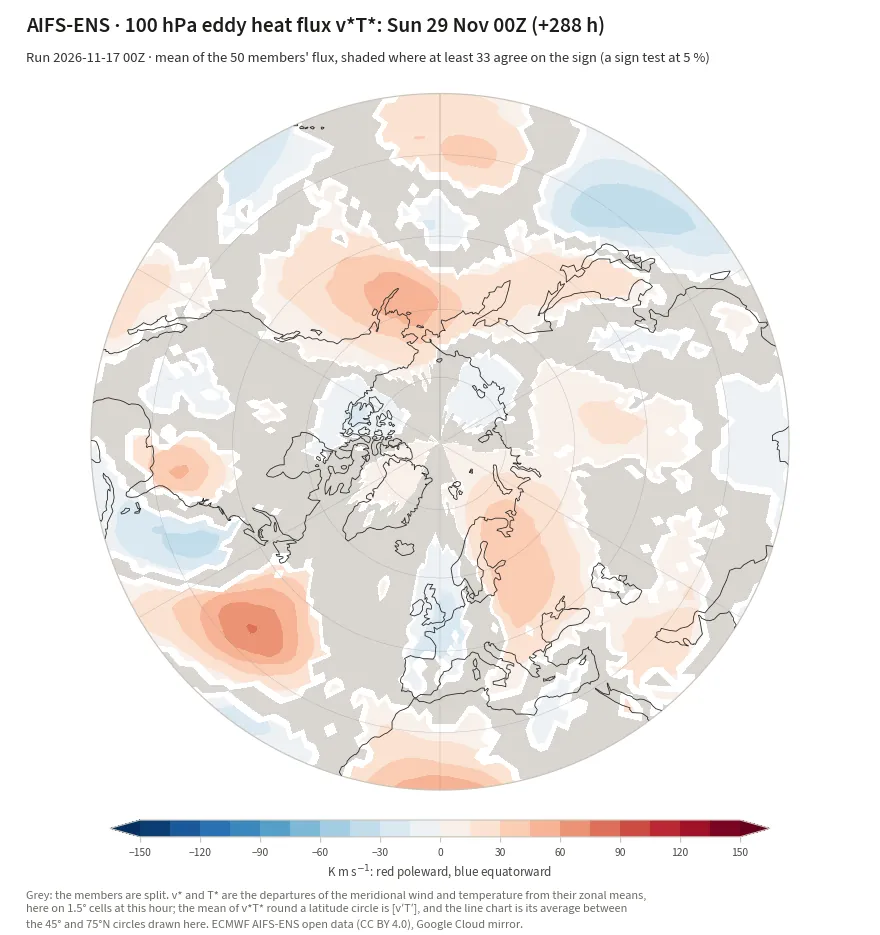 AIFS-ENS · 100 hPa eddy heat flux v*T*: Sun 29 Nov 00Z (+288 h)
Run 2026-11-17 00Z · mean of the 50 members' flux, shaded where at least 33 agree on the sign (a sign test at 5 %)
−150 −120 −90 −60 −30 0 30 60 90 120 150
K m s⁻¹: red poleward, blue equatorward
Grey: the members are split. v* and T* are the departures of the meridional wind and temperature from their zonal means,
here on 1.5° cells at this hour; the mean of v*T* round a latitude circle is [v′T′], and the line chart is its average between
the 45° and 75°N circles drawn here. ECMWF AIFS-ENS open data (CC BY 4.0), Google Cloud mirror.